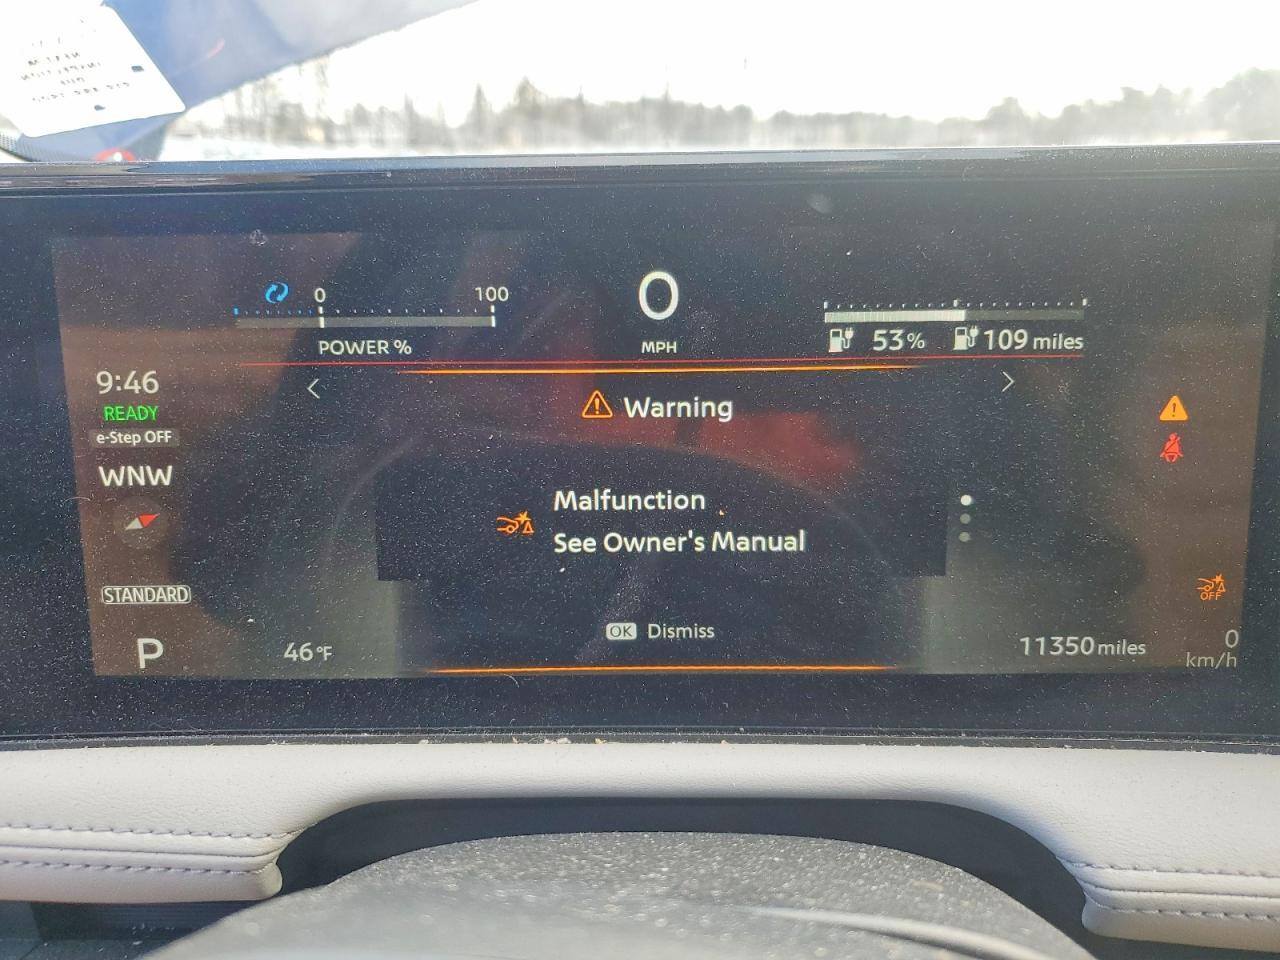 0
100
0
POWER %
MPH
53%
109 miles
9:46
READY
e-Step OFF
WNW
Warning
Malfunction
See Owner's Manual
STANDARD
OFF
P
46°F
OK Dismiss
11350 miles
0
km/h